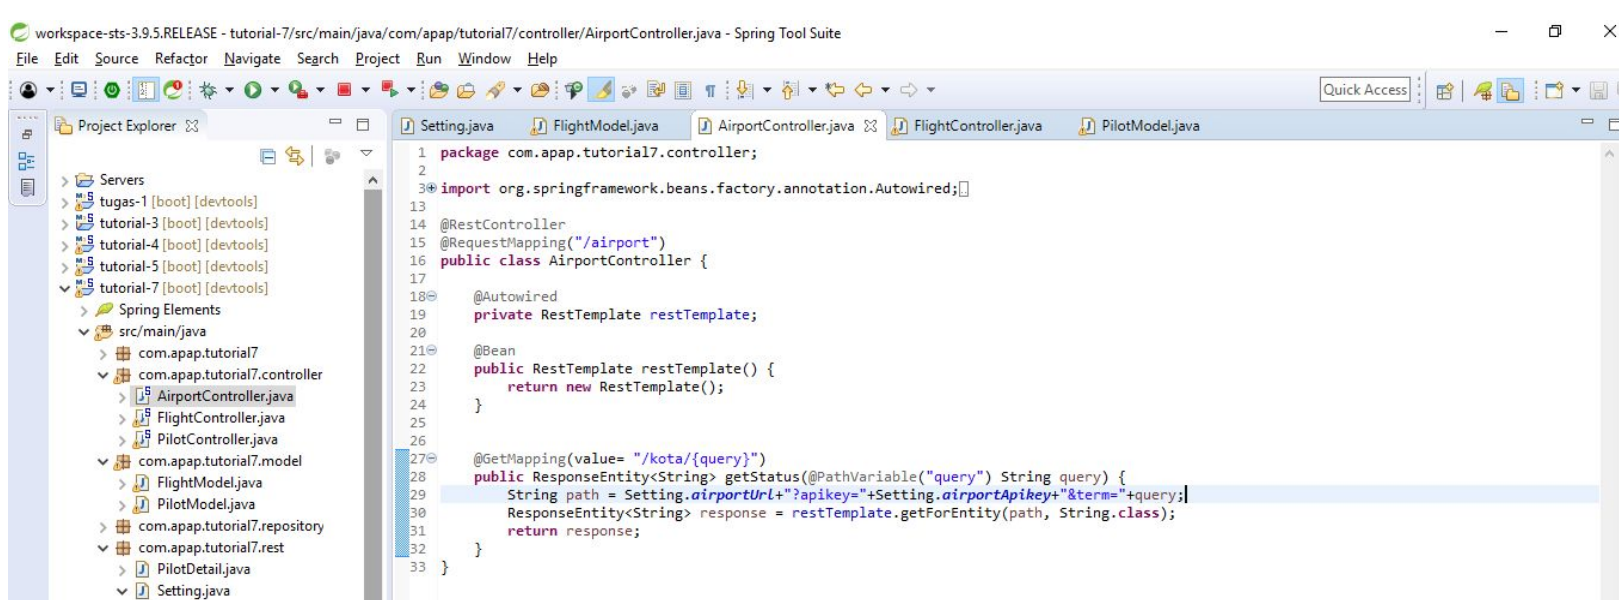 workspace-sts-3.9.5.RELEASE - tutorial-7/src/main/java/com/apap/tutorial7/controller/AirportController.java - Spring Tool Suite
File Edit Source Refactor Navigate Search Project Run Window Help
Quick Access
Project Explorer
Servers
tugas-1 [boot] [devtools]
tutorial-3 [boot] [devtools]
tutorial-4 [boot] [devtools]
tutorial-5 [boot] [devtools]
tutorial-7 [boot] [devtools]
Spring Elements
src/main/java
com.apap.tutorial7
com.apap.tutorial7.controller
AirportController.java
FlightController.java
PilotController.java
com.apap.tutorial7.model
FlightModel.java
PilotModel.java
com.apap.tutorial7.repository
com.apap.tutorial7.rest
PilotDetail.java
Setting.java
Setting.java FlightModel.java AirportController.java FlightController.java PilotModel.java
1 package com.apap.tutorial7.controller;
2
3 import org.springframework.beans.factory.annotation.Autowired;
13
14 @RestController
15 @RequestMapping("/airport")
16 public class AirportController {
17
18 @Autowired
19 private RestTemplate restTemplate;
20
21 @Bean
22 public RestTemplate restTemplate() {
23 return new RestTemplate();
24 }
25
26
27 @GetMapping(value= "/kota/{query}")
28 public ResponseEntity<String> getStatus(@PathVariable("query") String query) {
29 String path = Setting.airportUrl+"?apikey="+Setting.airportApikey+"&term="+query;
30 ResponseEntity<String> response = restTemplate.getForEntity(path, String.class);
31 return response;
32 }
33 }